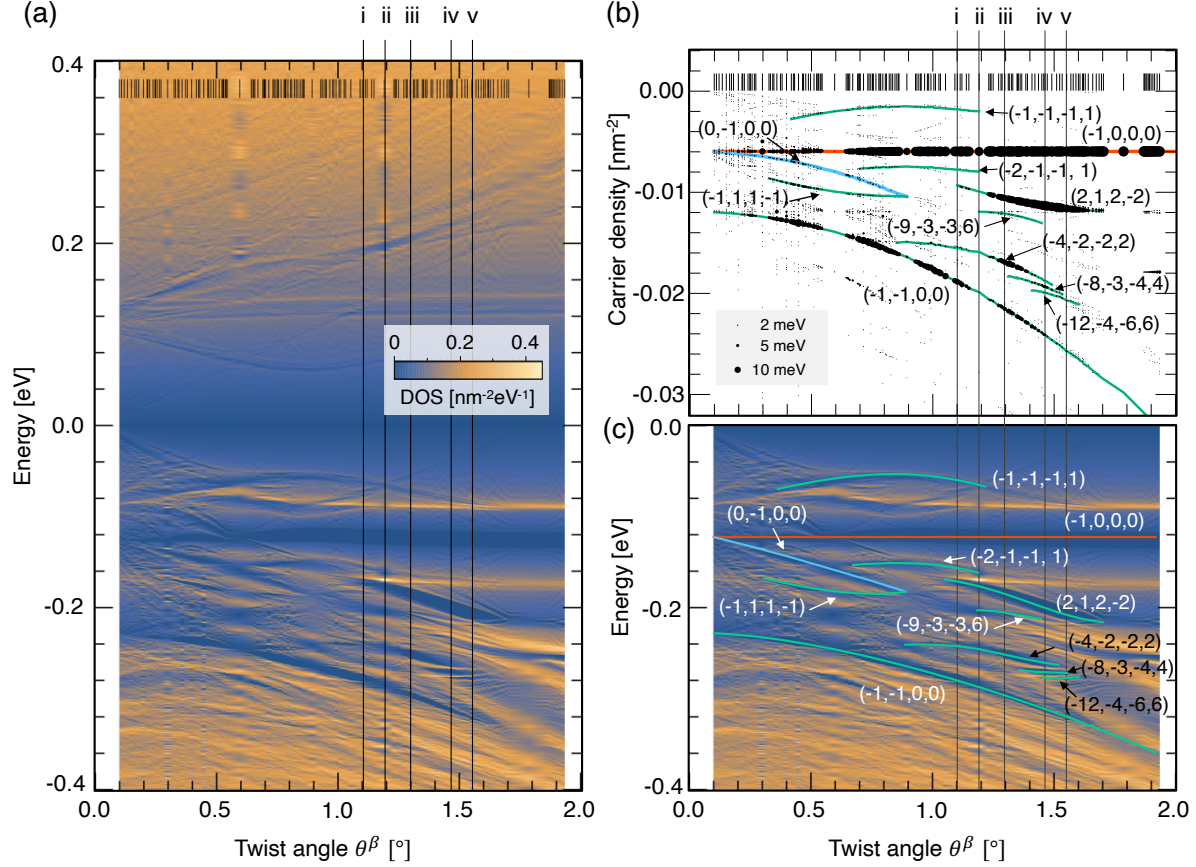 (a)
i ii iii iv v
0.4
0.2
0.0
-0.2
-0.4
Energy [eV]
0 0.2 0.4
DOS [nm⁻²eV⁻¹]
0.0 0.5 1.0 1.5 2.0
Twist angle θᵝ [°]
(b)
i ii iii iv v
0.00
-0.01
-0.02
-0.03
Carrier density [nm⁻²]
(-1,-1,-1,1)
(0,-1,0,0)
(-1,0,0,0)
(-2,-1,-1, 1)
(-1,1,1,-1)
(2,1,2,-2)
(-9,-3,-3,6)
(-4,-2,-2,2)
(-8,-3,-4,4)
(-1,-1,0,0)
(-12,-4,-6,6)
2 meV
5 meV
10 meV
(c)
0.0
-0.2
-0.4
Energy [eV]
(-1,-1,-1,1)
(0,-1,0,0)
(-1,0,0,0)
(-2,-1,-1, 1)
(-1,1,1,-1)
(2,1,2,-2)
(-9,-3,-3,6)
(-4,-2,-2,2)
(-8,-3,-4,4)
(-1,-1,0,0)
(-12,-4,-6,6)
0.0 0.5 1.0 1.5 2.0
Twist angle θᵝ [°]